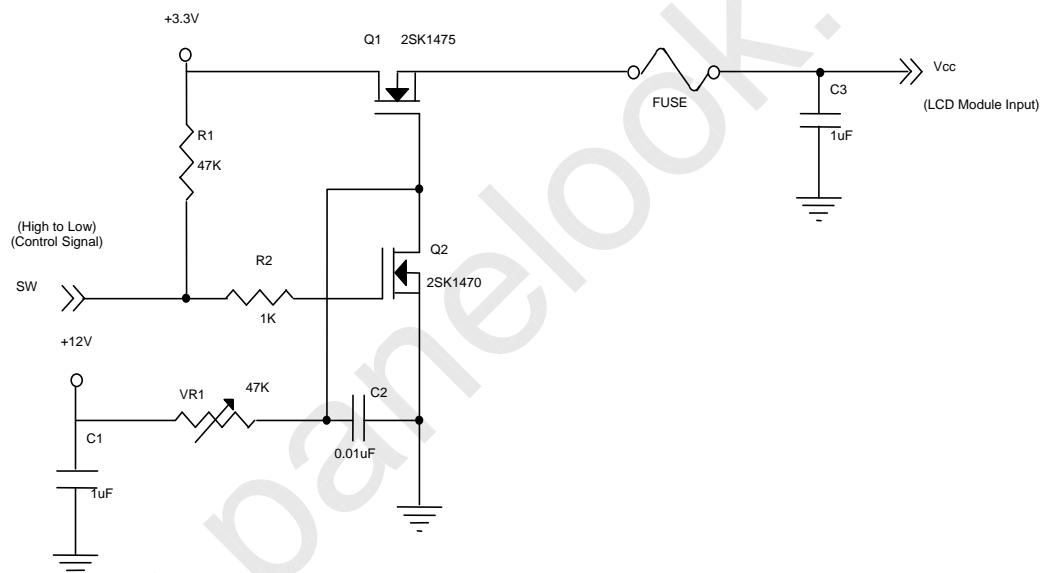 +3.3V
Q1 2SK1475
Vcc
FUSE
C3
(LCD Module Input)
R1
1uF
47K
(High to Low)
(Control Signal)
Q2
R2
SW
2SK1470
1K
+12V
VR1
47K
C2
C1
0.01uF
1uF
panelook.